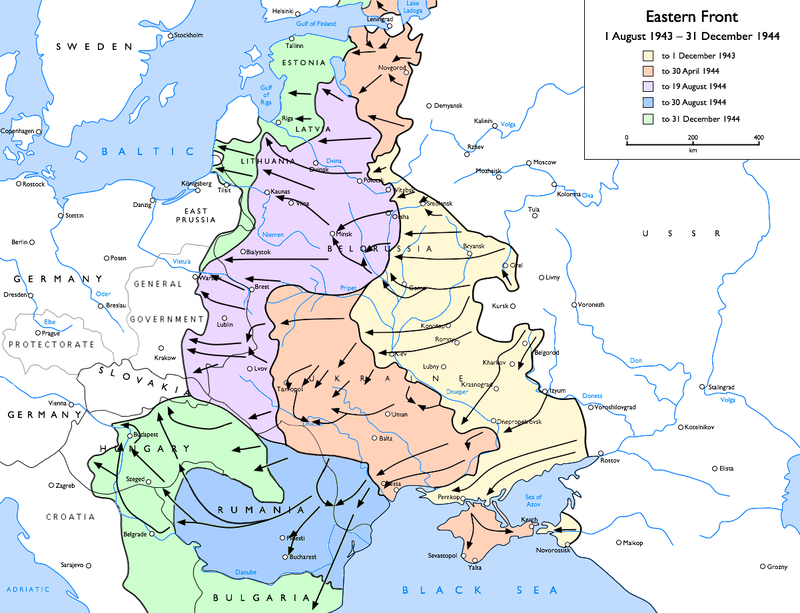 Eastern Front
1 August 1943 – 31 December 1944
to 1 December 1943
to 30 April 1944
to 19 August 1944
to 30 August 1944
to 31 December 1944
0 200 400
km
Helsinki
Lake
Ladoga
Leningrad
Gulf of Finland
Stockholm
SWEDEN
Tallinn
ESTONIA
Novgorod
Gulf
of
Riga
Demyansk
Riga
LATVIA
Kalinin
Volga
Copenhagen
BALTIC
Rzhev
LITHUANIA
Dvina
Dvinsk
Moscow
Mozhaisk
Polotsk
Rostock
Königsberg
Tilsit
Kaunas
Vitebsk
Kolomna
Oka
Danzig
Vilna
Smolensk
Stettin
EAST
PRUSSIA
Orsha
Tula
Niemen
Minsk
USSR
Berlin
BELORUSSIA
Bialystok
Bryansk
Posen
Vistula
Orel
GERMANY
Warsaw
Livny
GENERAL
Brest
Pripet
Gomel
Dresden
Oder
Breslau
Kursk
Voronezh
GOVERNMENT
Lublin
Elbe
Konotop
Prague
Romny
PROTECTORATE
Krakow
Kiev
Belgorod
Lvov
Lubny
Kharkov
Don
SLOVAKIA
UKRAINE
Tarnopol
Krasnograd
Stalingrad
Dnieper
Izyum
Donets
Volga
Vienna
Uman
Voroshilovgrad
GERMANY
Dnepropetrovsk
Kotelnikov
Budapest
Balta
HUNGARY
Rostov
Elista
Szeged
Odessa
Zagreb
Perekop
Sea of
Azov
RUMANIA
CROATIA
Kerch
Belgrade
Ploesti
Novorossisk
Maikop
Bucharest
Sevastopol
Sarajevo
Yalta
Grozny
Danube
ADRIATIC
BLACK SEA
BULGARIA